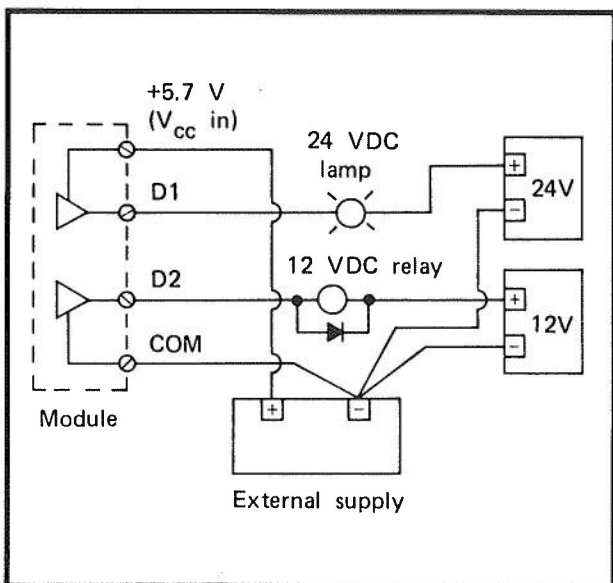 +5.7 V
(Vcc in)
24 VDC
lamp
+
24V
−
D1
12 VDC relay
D2
+
12V
−
COM
Module
+
−
External supply